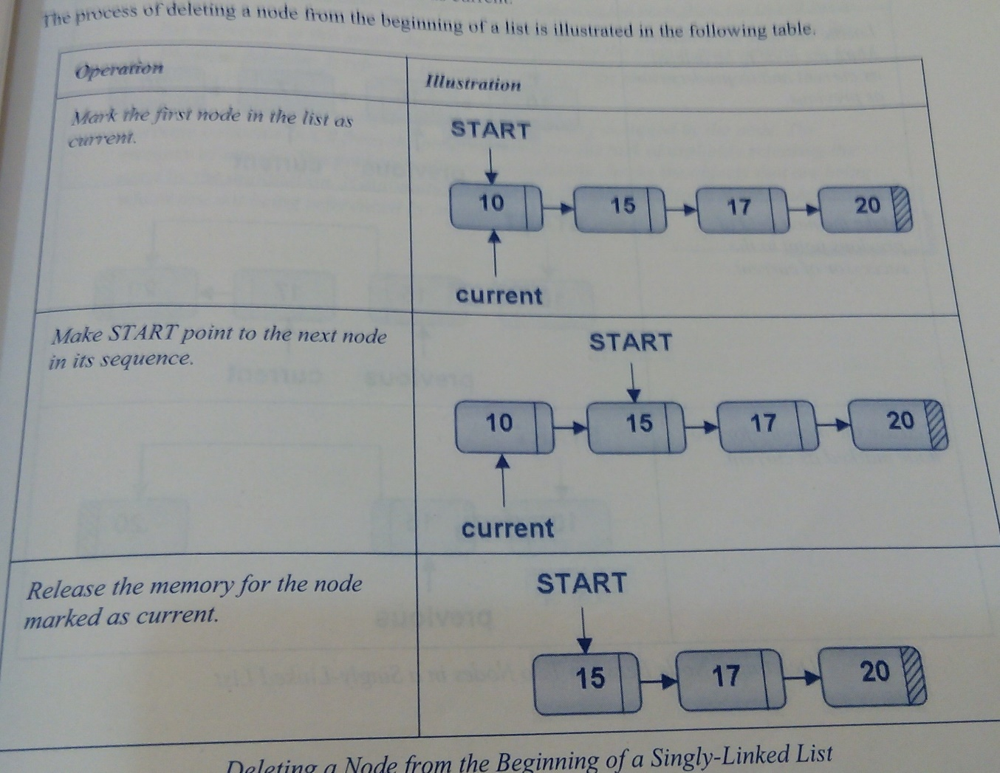 The process of deleting a node from the beginning of a list is illustrated in the following table.
Operation
Illustration
Mark the first node in the list as
current.
START
10 15 17 20
current
Make START point to the next node
in its sequence.
START
10 15 17 20
current
Release the memory for the node
marked as current.
START
15 17 20
Deleting a Node from the Beginning of a Singly-Linked List